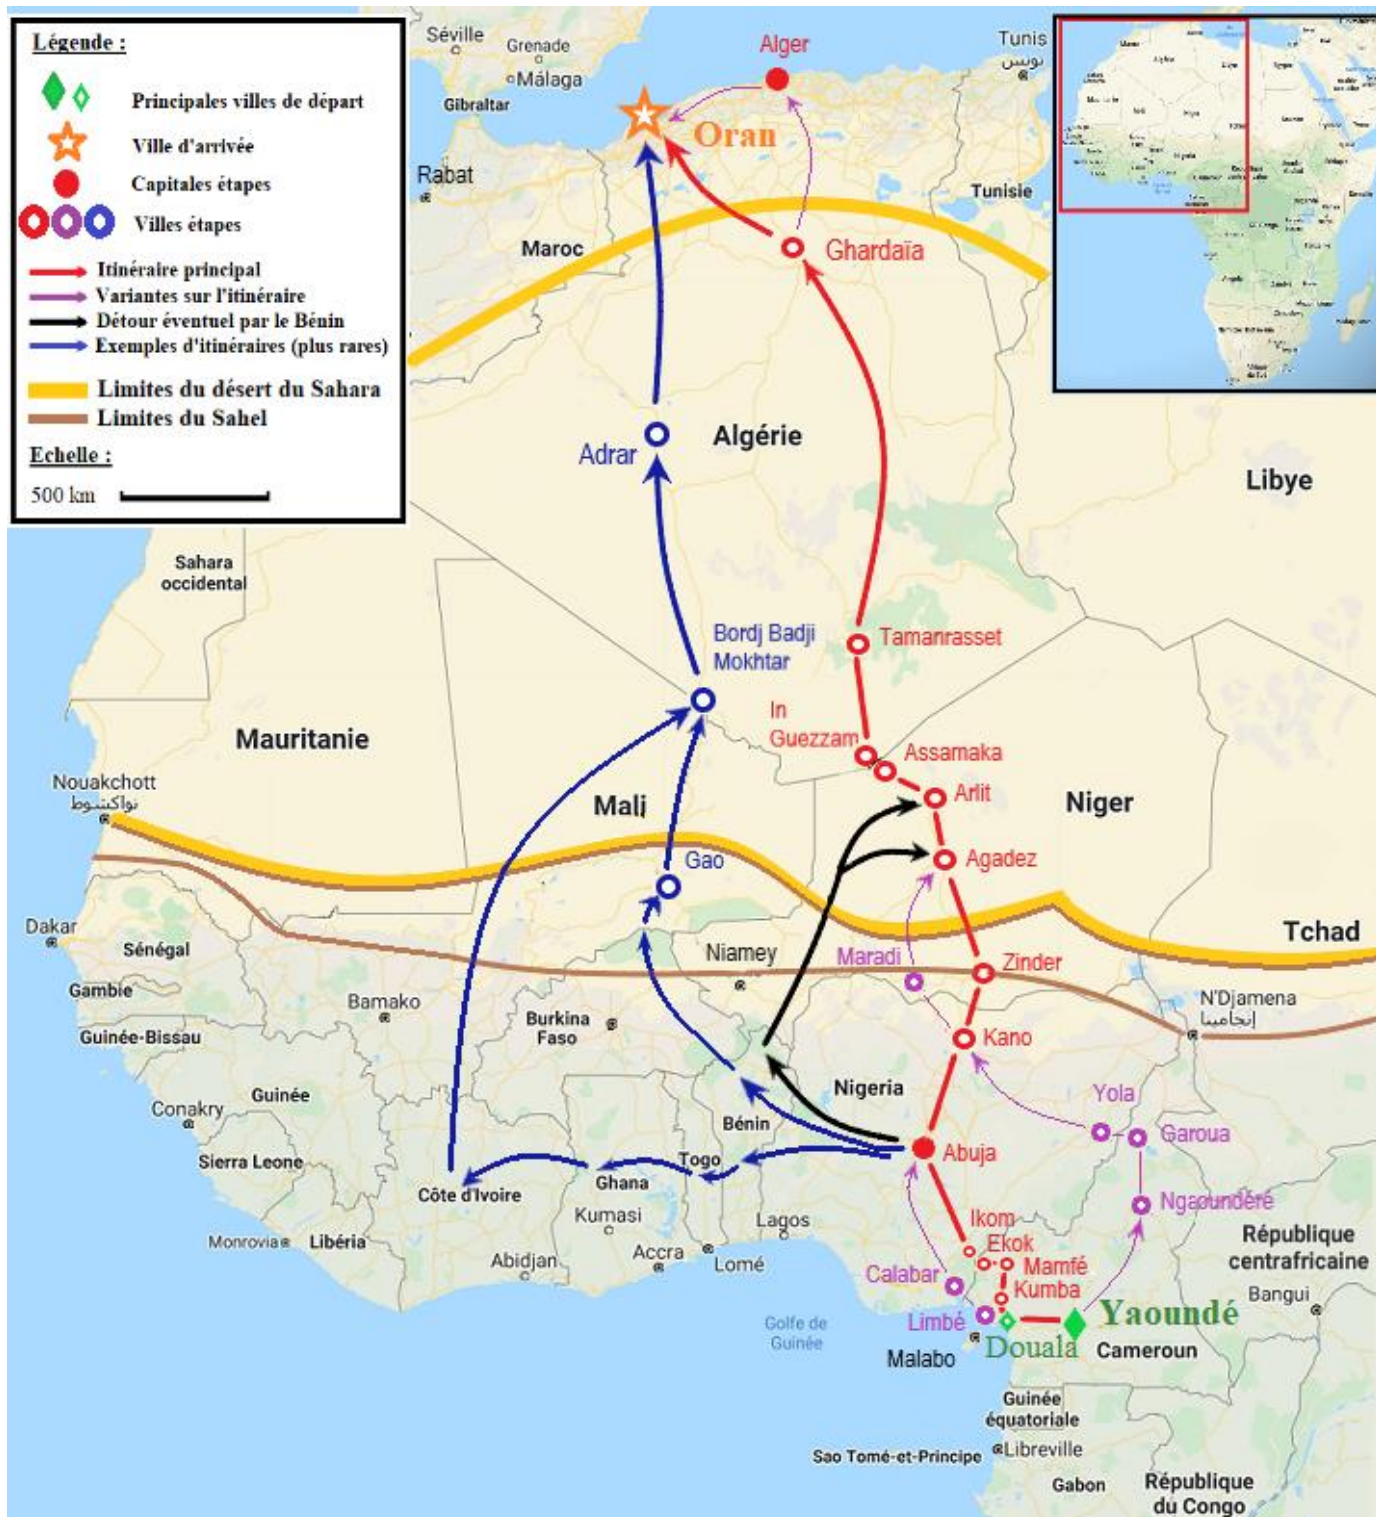 Légende :
Principales villes de départ
Ville d'arrivée
Capitales étapes
Villes étapes
Itinéraire principal
Variantes sur l'itinéraire
Détour éventuel par le Bénin
Exemples d'itinéraires (plus rares)
Limites du désert du Sahara
Limites du Sahel
Echelle :
500 km
Séville
Grenade
Málaga
Gibraltar
Alger
Tunis
تونس
Oran
Rabat
Tunisie
Maroc
Ghardaïa
Adrar
Algérie
Libye
Sahara
occidental
Bordj Badji
Mokhtar
Tamanrasset
In
Guezzam
Assamaka
Arlit
Mauritanie
Nouakchott
نواكشوط
Mali
Niger
Gao
Agadez
Dakar
Sénégal
Niamey
Maradi
Zinder
Tchad
Gambie
Bamako
N'Djamena
إنجامينا
Guinée-Bissau
Burkina
Faso
Kano
Guinée
Nigeria
Yola
Conakry
Bénin
Garoua
Sierra Leone
Togo
Abuja
Côte d'Ivoire
Ghana
Ngaoundéré
Kumasi
Lagos
Ikom
République
centrafricaine
Monrovia
Libéria
Abidjan
Accra
Lomé
Ekok
Mamfé
Calabar
Kumba
Bangui
Limbé
Yaoundé
Golfe de
Guinée
Douala
Malabo
Cameroun
Guinée
équatoriale
Libreville
Sao Tomé-et-Principe
Gabon
République
du Congo